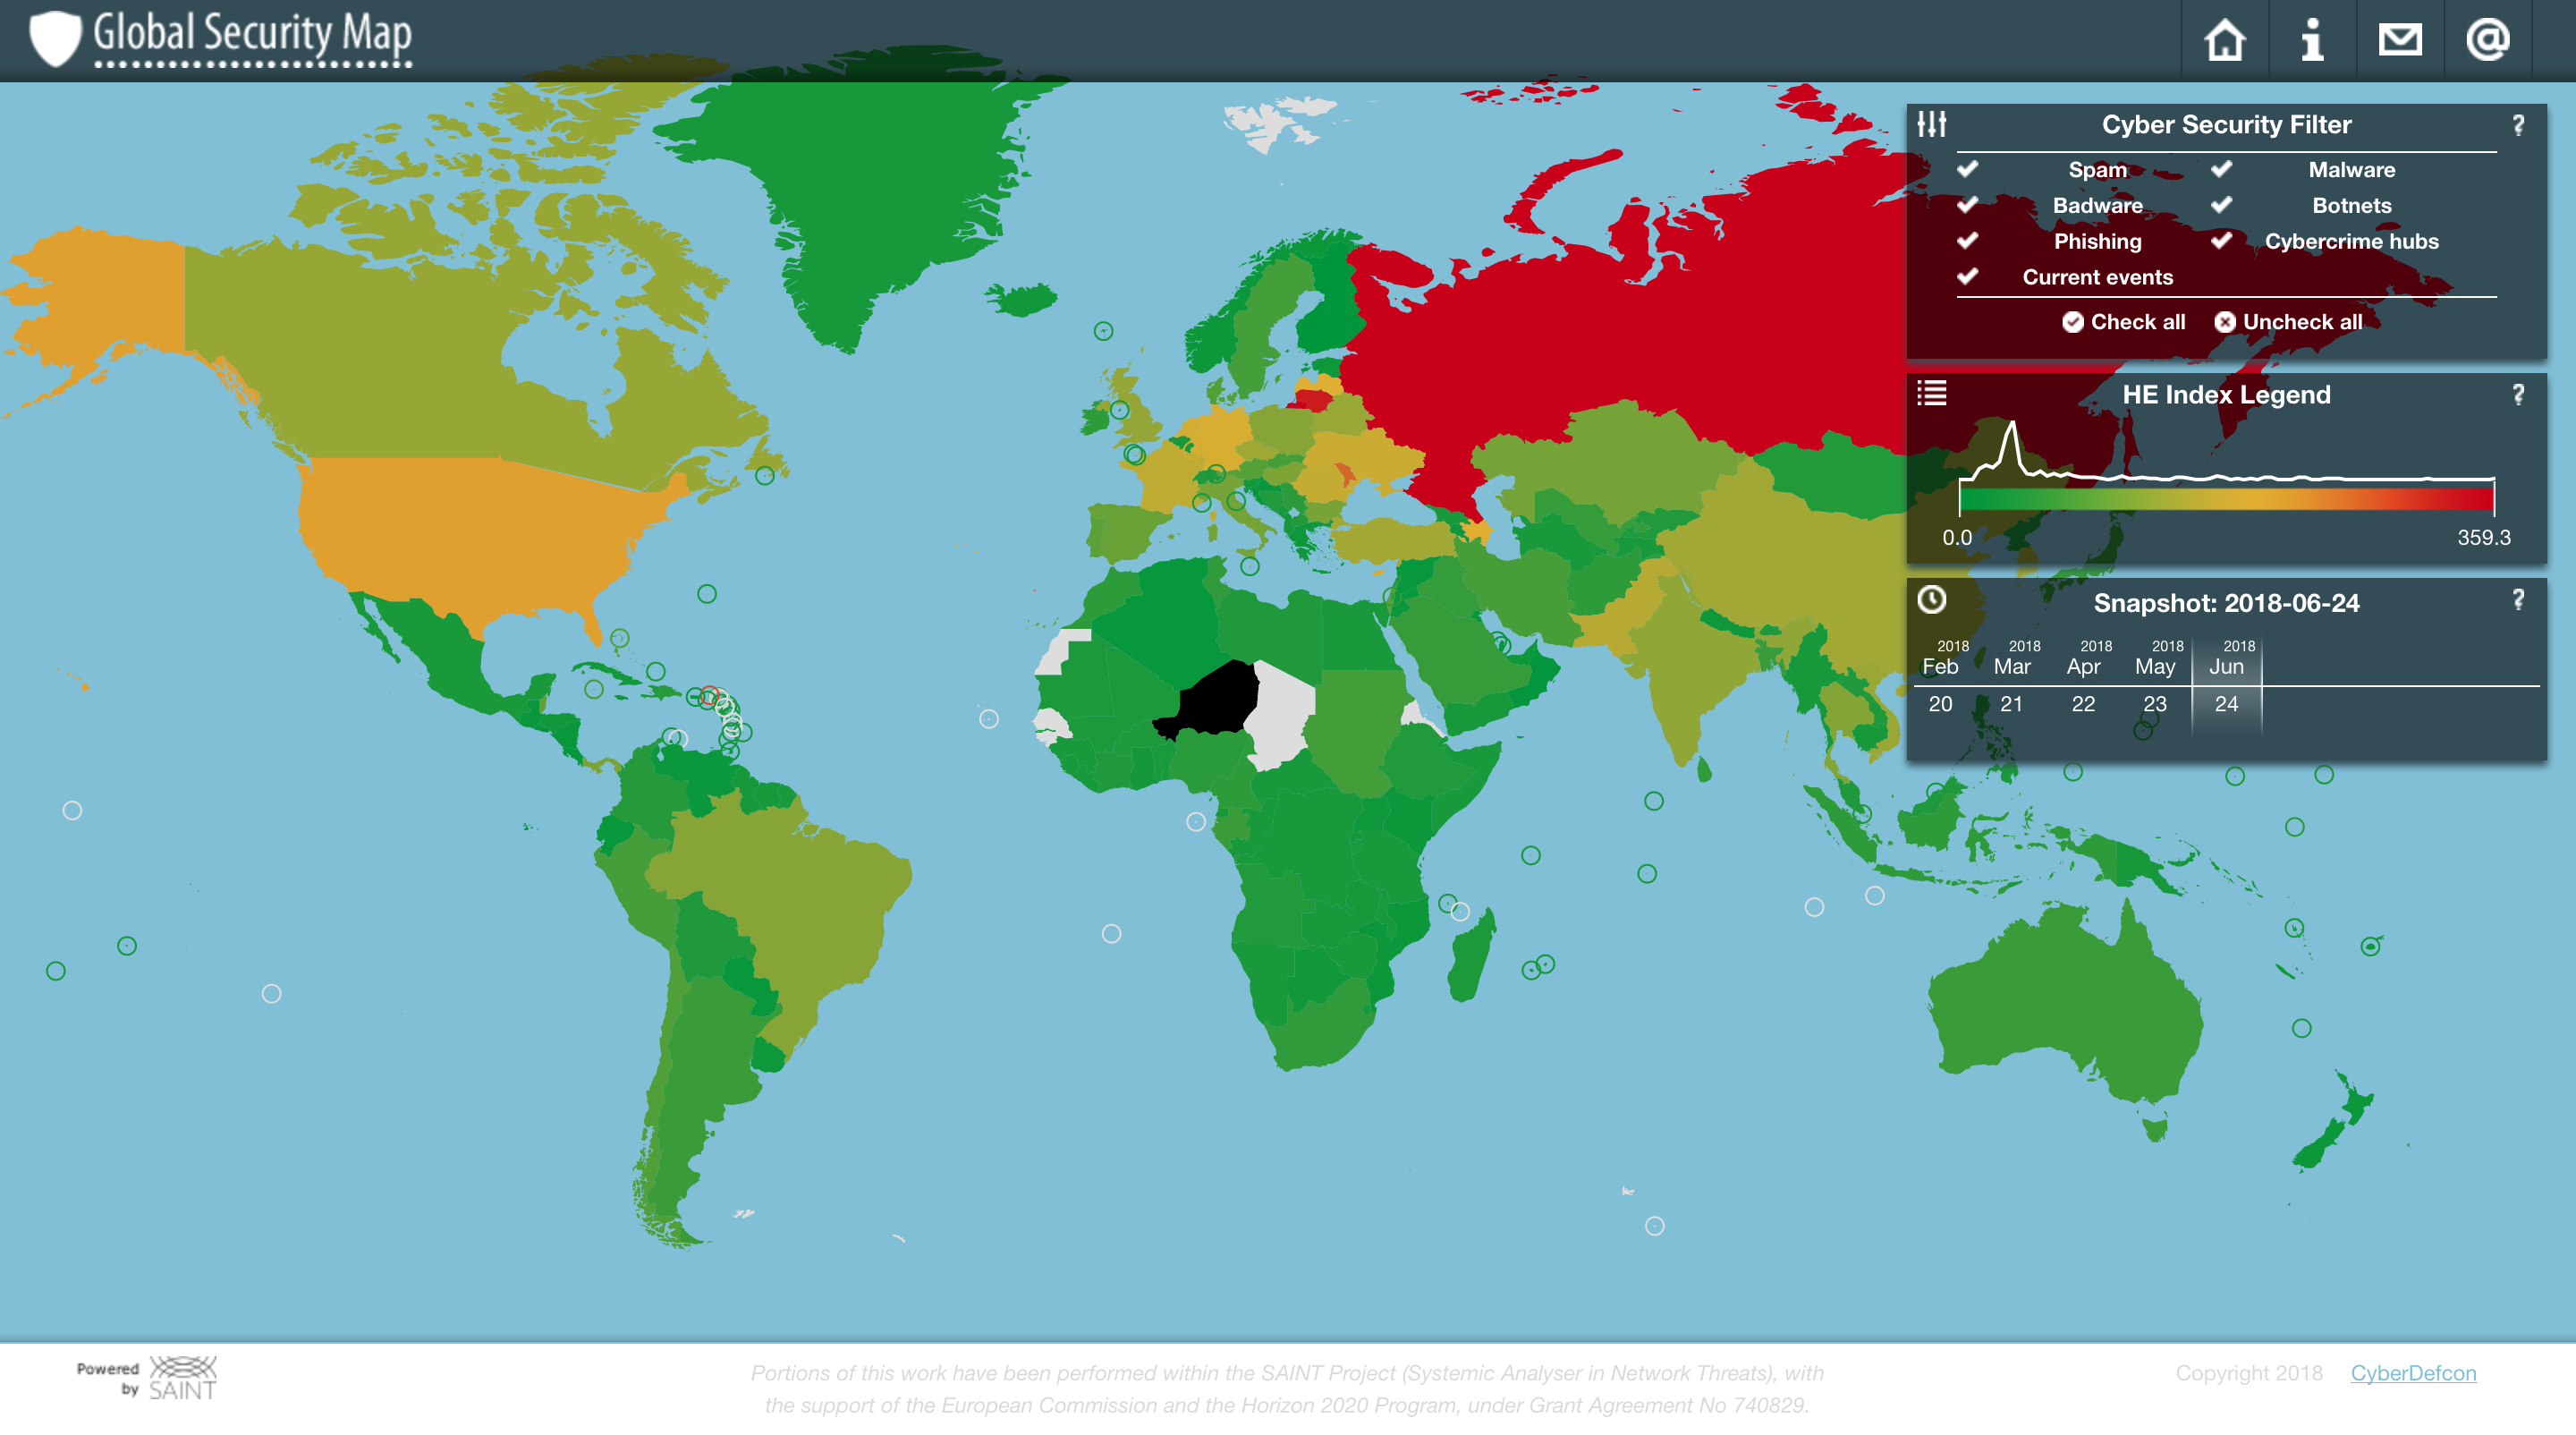 Global Security Map
Cyber Security Filter ?
Spam Malware
Badware Botnets
Phishing Cybercrime hubs
Current events
Check all Uncheck all
HE Index Legend ?
0.0 359.3
Snapshot: 2018-06-24 ?
2018 2018 2018 2018 2018
Feb Mar Apr May Jun
20 21 22 23 24
Powered
by SAINT
Portions of this work have been performed within the SAINT Project (Systemic Analyser in Network Threats), with
the support of the European Commission and the Horizon 2020 Program, under Grant Agreement No 740829.
Copyright 2018 CyberDefcon